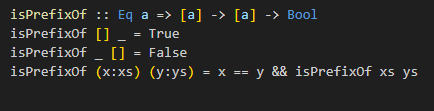 isPrefixOf :: Eq a => [a] -> [a] -> Bool
isPrefixOf [] _ = True
isPrefixOf _ [] = False
isPrefixOf (x:xs) (y:ys) = x == y && isPrefixOf xs ys